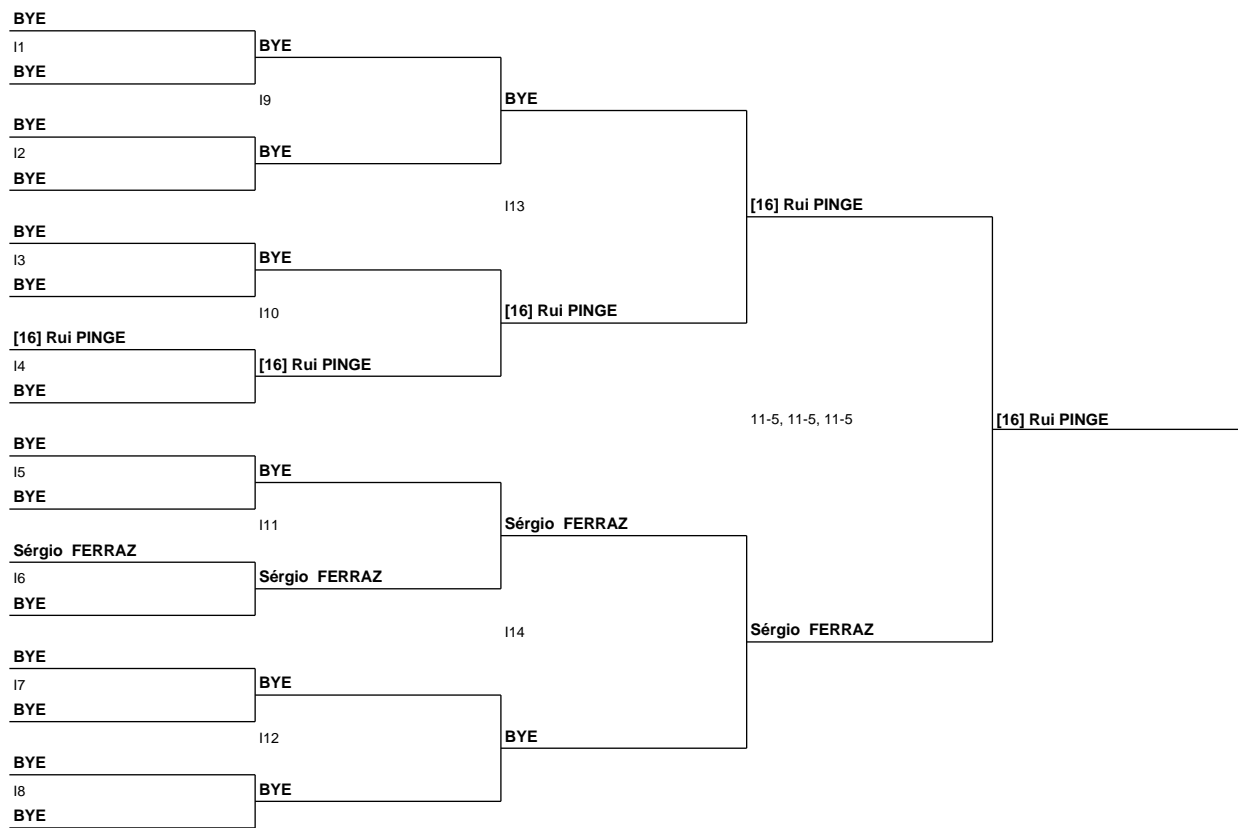 BYE
I1
BYE
BYE
I9
BYE
BYE
I2
BYE
BYE
I13
[16] Rui PINGE
BYE
I3
BYE
BYE
I10
[16] Rui PINGE
[16] Rui PINGE
I4
[16] Rui PINGE
BYE
11-5, 11-5, 11-5
[16] Rui PINGE
BYE
I5
BYE
BYE
I11
Sérgio FERRAZ
Sérgio FERRAZ
I6
Sérgio FERRAZ
BYE
I14
Sérgio FERRAZ
BYE
I7
BYE
BYE
I12
BYE
BYE
I8
BYE
BYE